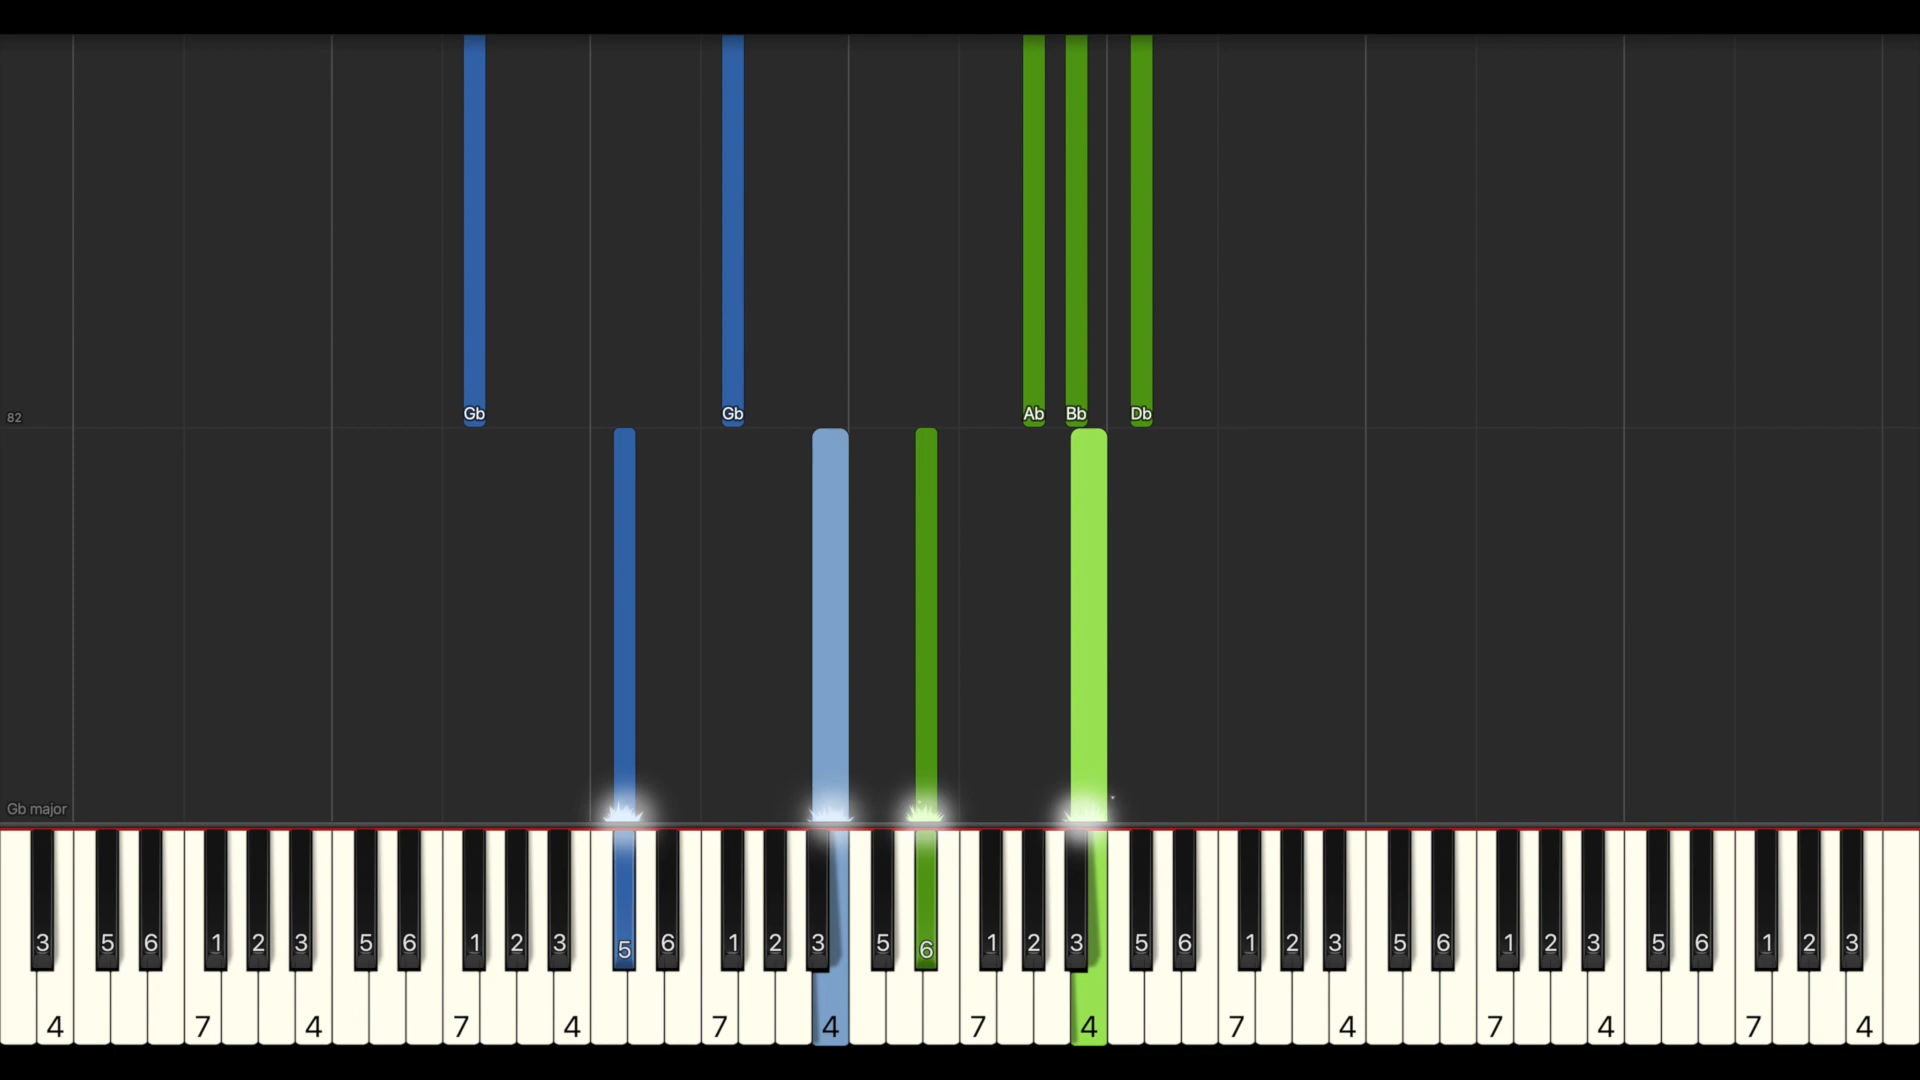 Gb Gb Ab Bb Db
82
Gb major
3 5 6 1 2 3 5 6 1 2 3 5 6 1 2 3 5 6 1 2 3 5 6 1 2 3 5 6 1 2 3 5 6 1 2 3
4 7 4 7 4 7 4 7 4 7 4 7 4 7 4